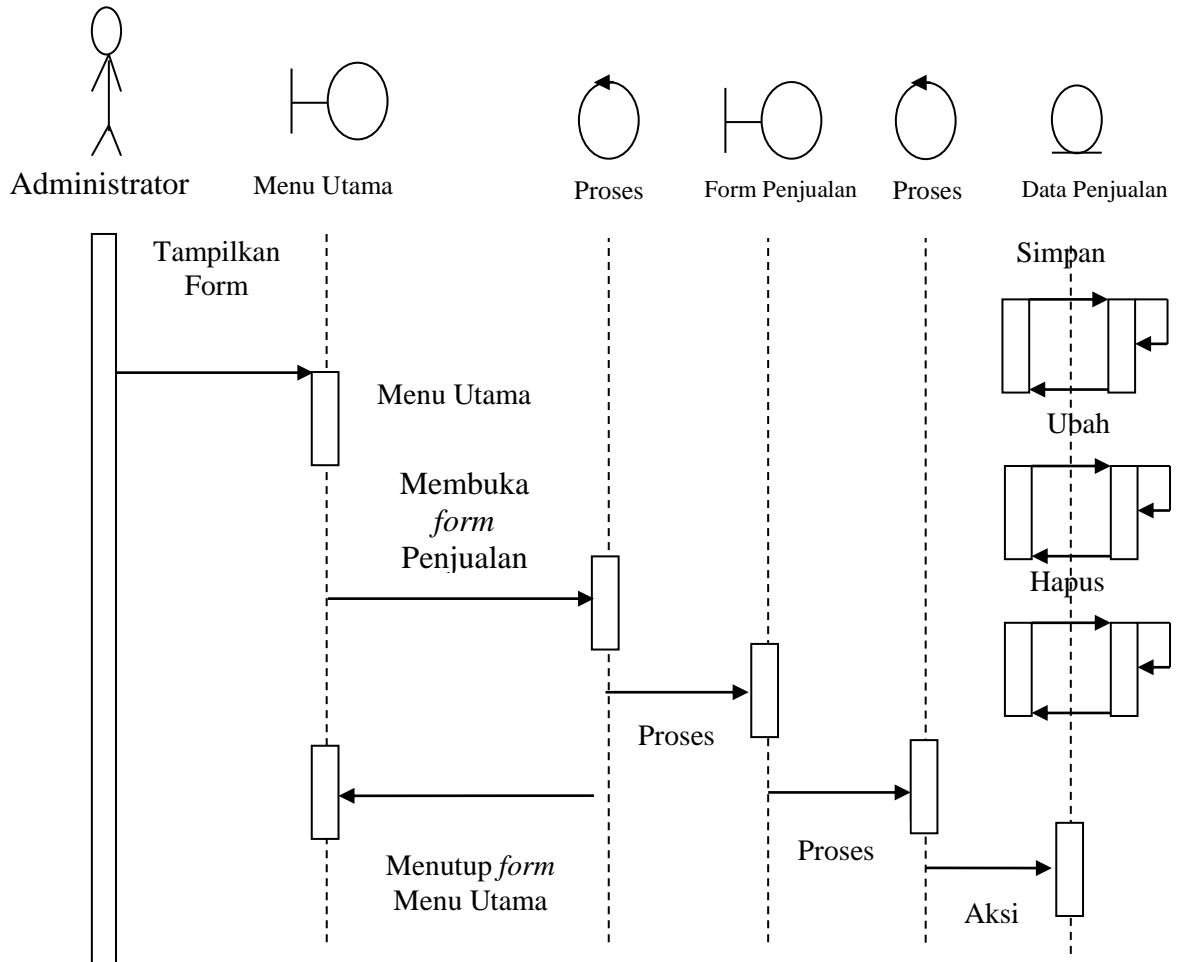 Administrator
Menu Utama
Proses
Form Penjualan
Proses
Data Penjualan
Tampilkan
Form
Simpan
Menu Utama
Ubah
Membuka
form
Penjualan
Hapus
Proses
Proses
Menutup form
Menu Utama
Aksi